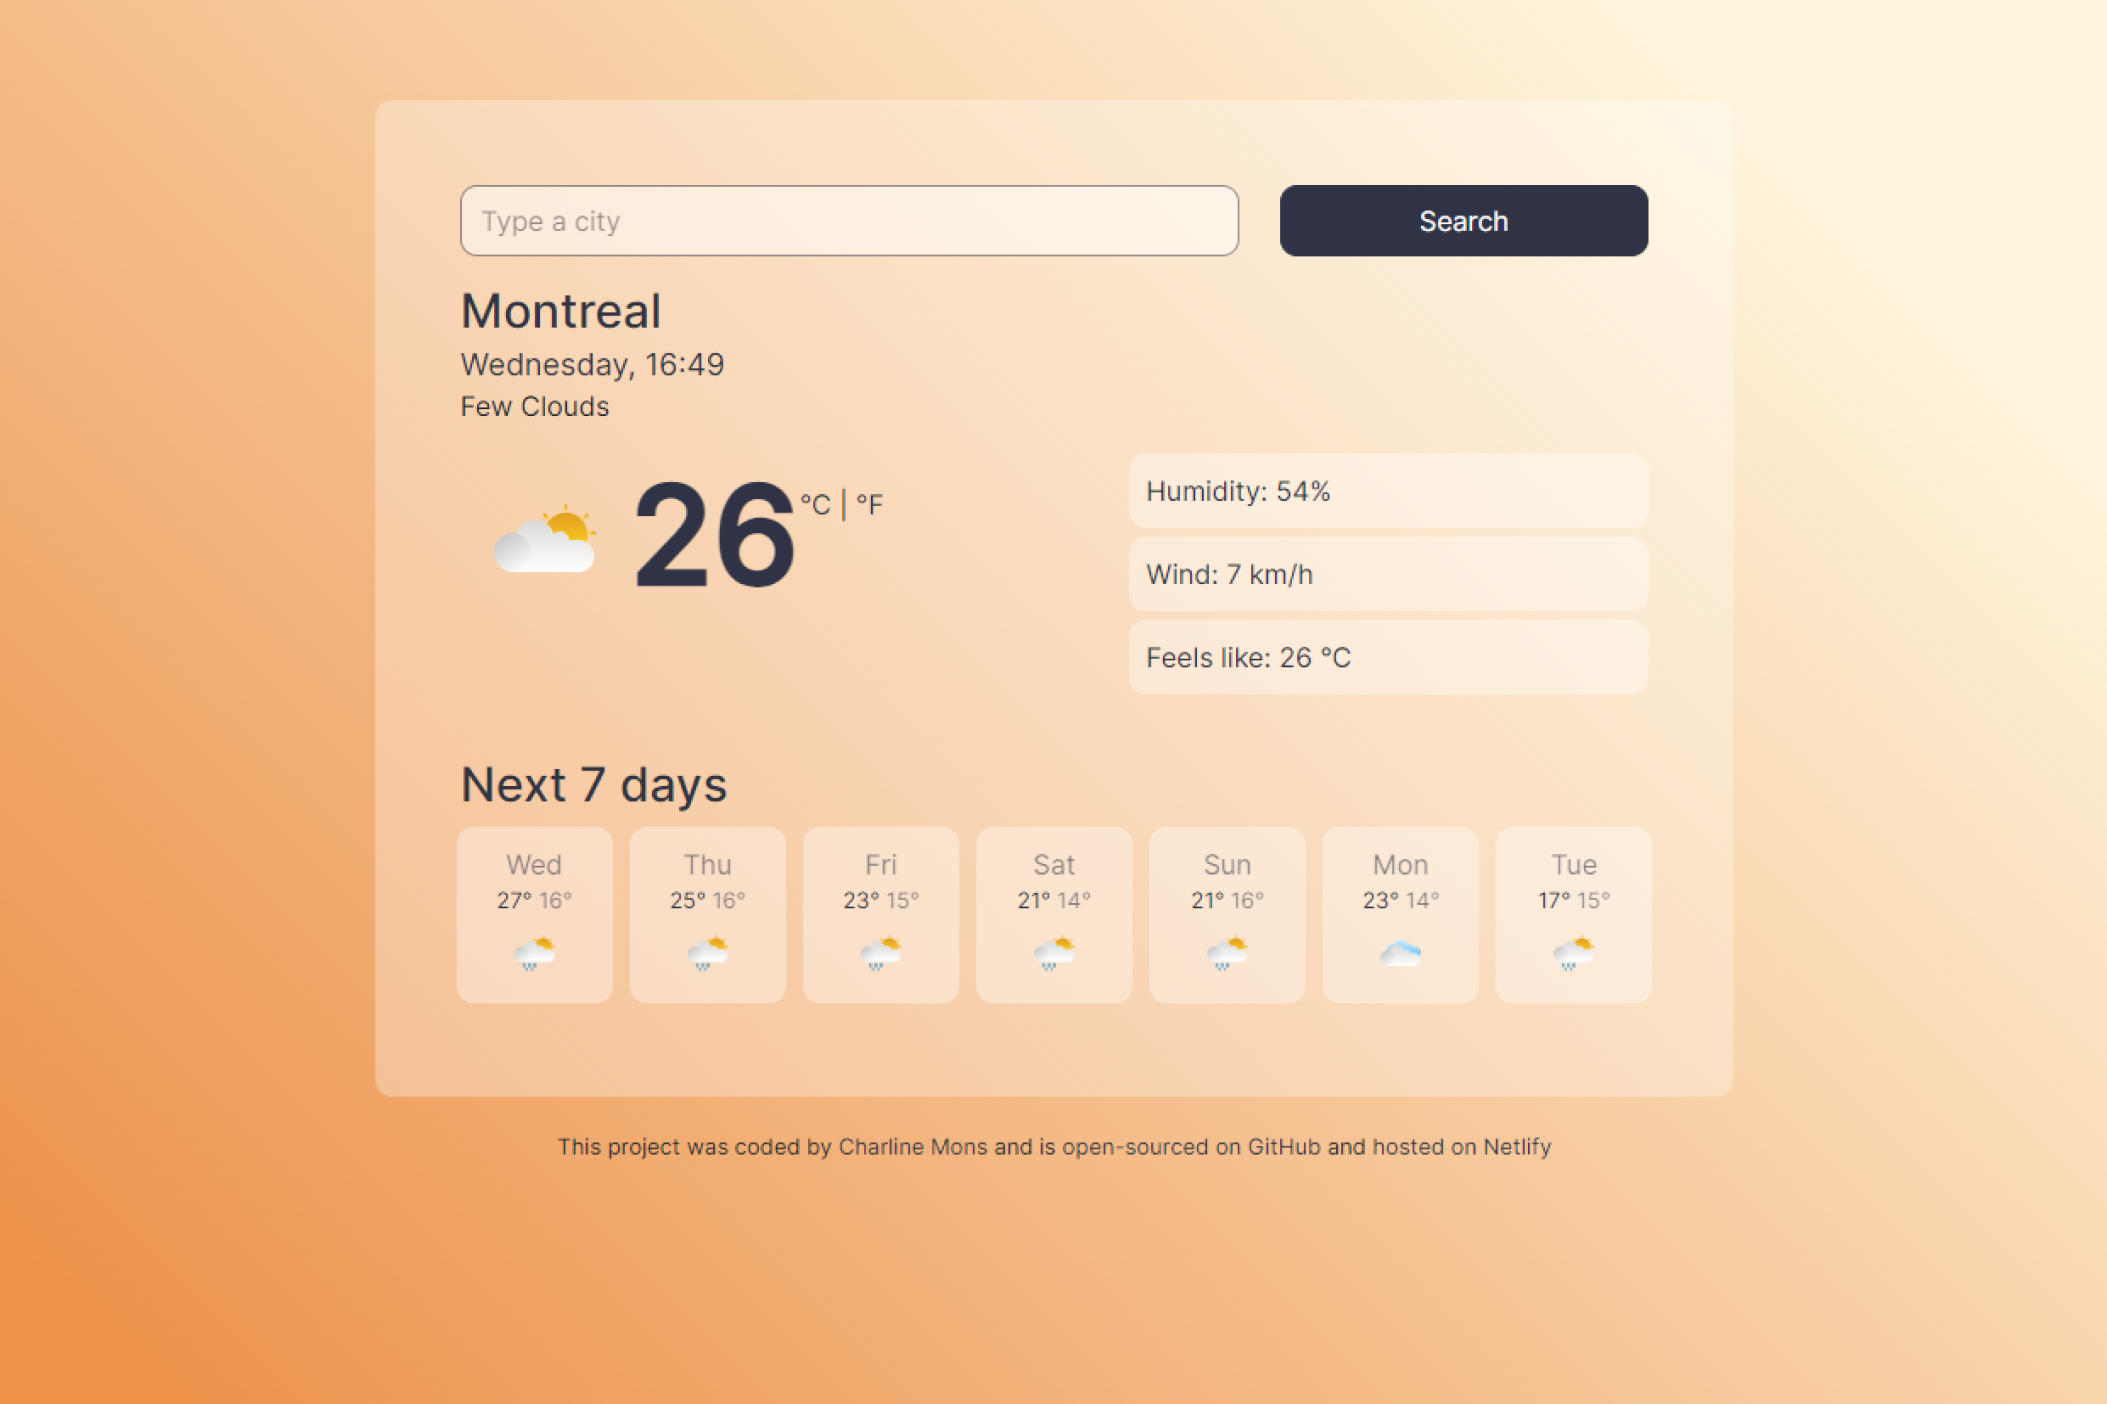 Type a city
Search
Montreal
Wednesday, 16:49
Few Clouds
26 °C | °F
Humidity: 54%
Wind: 7 km/h
Feels like: 26 °C
Next 7 days
Wed Thu Fri Sat Sun Mon Tue
27° 16° 25° 16° 23° 15° 21° 14° 21° 16° 23° 14° 17° 15°
This project was coded by Charline Mons and is open-sourced on GitHub and hosted on Netlify